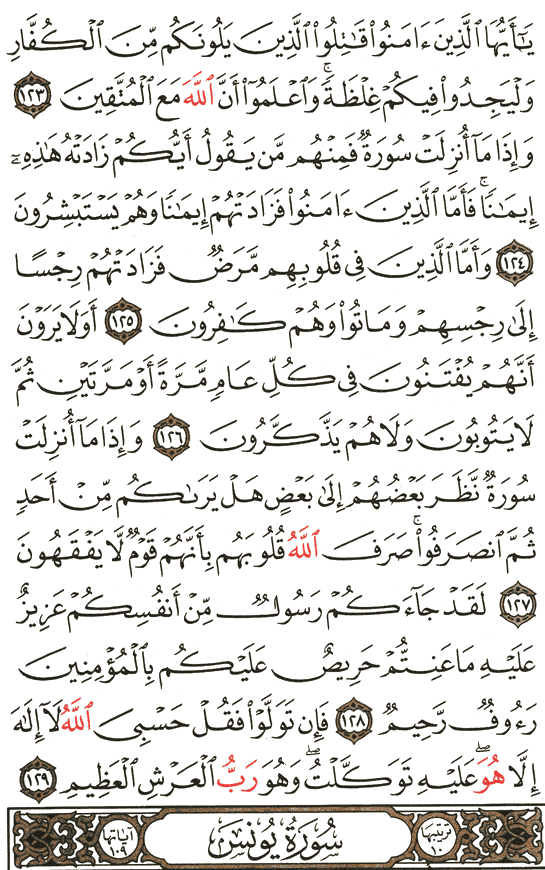 يَٰٓأَيُّهَا ٱلَّذِينَ ءَامَنُوا۟ قَٰتِلُوا۟ ٱلَّذِينَ يَلُونَكُم مِّنَ ٱلْكُفَّارِ
وَلْيَجِدُوا۟ فِيكُمْ غِلْظَةً ۚ وَٱعْلَمُوٓا۟ أَنَّ ٱللَّهَ مَعَ ٱلْمُتَّقِينَ ١٢٣
وَإِذَا مَآ أُنزِلَتْ سُورَةٌ فَمِنْهُم مَّن يَقُولُ أَيُّكُمْ زَادَتْهُ هَٰذِهِۦٓ
إِيمَٰنًا ۚ فَأَمَّا ٱلَّذِينَ ءَامَنُوا۟ فَزَادَتْهُمْ إِيمَٰنًا وَهُمْ يَسْتَبْشِرُونَ
١٢٤ وَأَمَّا ٱلَّذِينَ فِى قُلُوبِهِم مَّرَضٌ فَزَادَتْهُمْ رِجْسًا
إِلَىٰ رِجْسِهِمْ وَمَاتُوا۟ وَهُمْ كَٰفِرُونَ ١٢٥ أَوَلَا يَرَوْنَ
أَنَّهُمْ يُفْتَنُونَ فِى كُلِّ عَامٍ مَّرَّةً أَوْ مَرَّتَيْنِ ثُمَّ
لَا يَتُوبُونَ وَلَا هُمْ يَذَّكَّرُونَ ١٢٦ وَإِذَا مَآ أُنزِلَتْ
سُورَةٌ نَّظَرَ بَعْضُهُمْ إِلَىٰ بَعْضٍ هَلْ يَرَىٰكُم مِّنْ أَحَدٍ
ثُمَّ ٱنصَرَفُوا۟ ۚ صَرَفَ ٱللَّهُ قُلُوبَهُم بِأَنَّهُمْ قَوْمٌ لَّا يَفْقَهُونَ
١٢٧ لَقَدْ جَآءَكُمْ رَسُولٌ مِّنْ أَنفُسِكُمْ عَزِيزٌ
عَلَيْهِ مَا عَنِتُّمْ حَرِيصٌ عَلَيْكُم بِٱلْمُؤْمِنِينَ
رَءُوفٌ رَّحِيمٌ ١٢٨ فَإِن تَوَلَّوْا۟ فَقُلْ حَسْبِىَ ٱللَّهُ لَآ إِلَٰهَ
إِلَّا هُوَ ۖ عَلَيْهِ تَوَكَّلْتُ ۖ وَهُوَ رَبُّ ٱلْعَرْشِ ٱلْعَظِيمِ ١٢٩
ترتيبها ١٠ سُورَةُ يُونُسَ آياتها ١٠٩